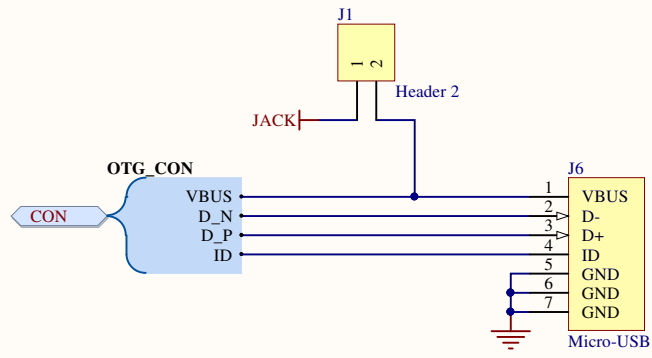 J1
1 2
Header 2
JACK
OTG_CON
CON
VBUS
D_N
D_P
ID
J6
1 VBUS
2 D-
3 D+
4 ID
5 GND
6 GND
7 GND
Micro-USB